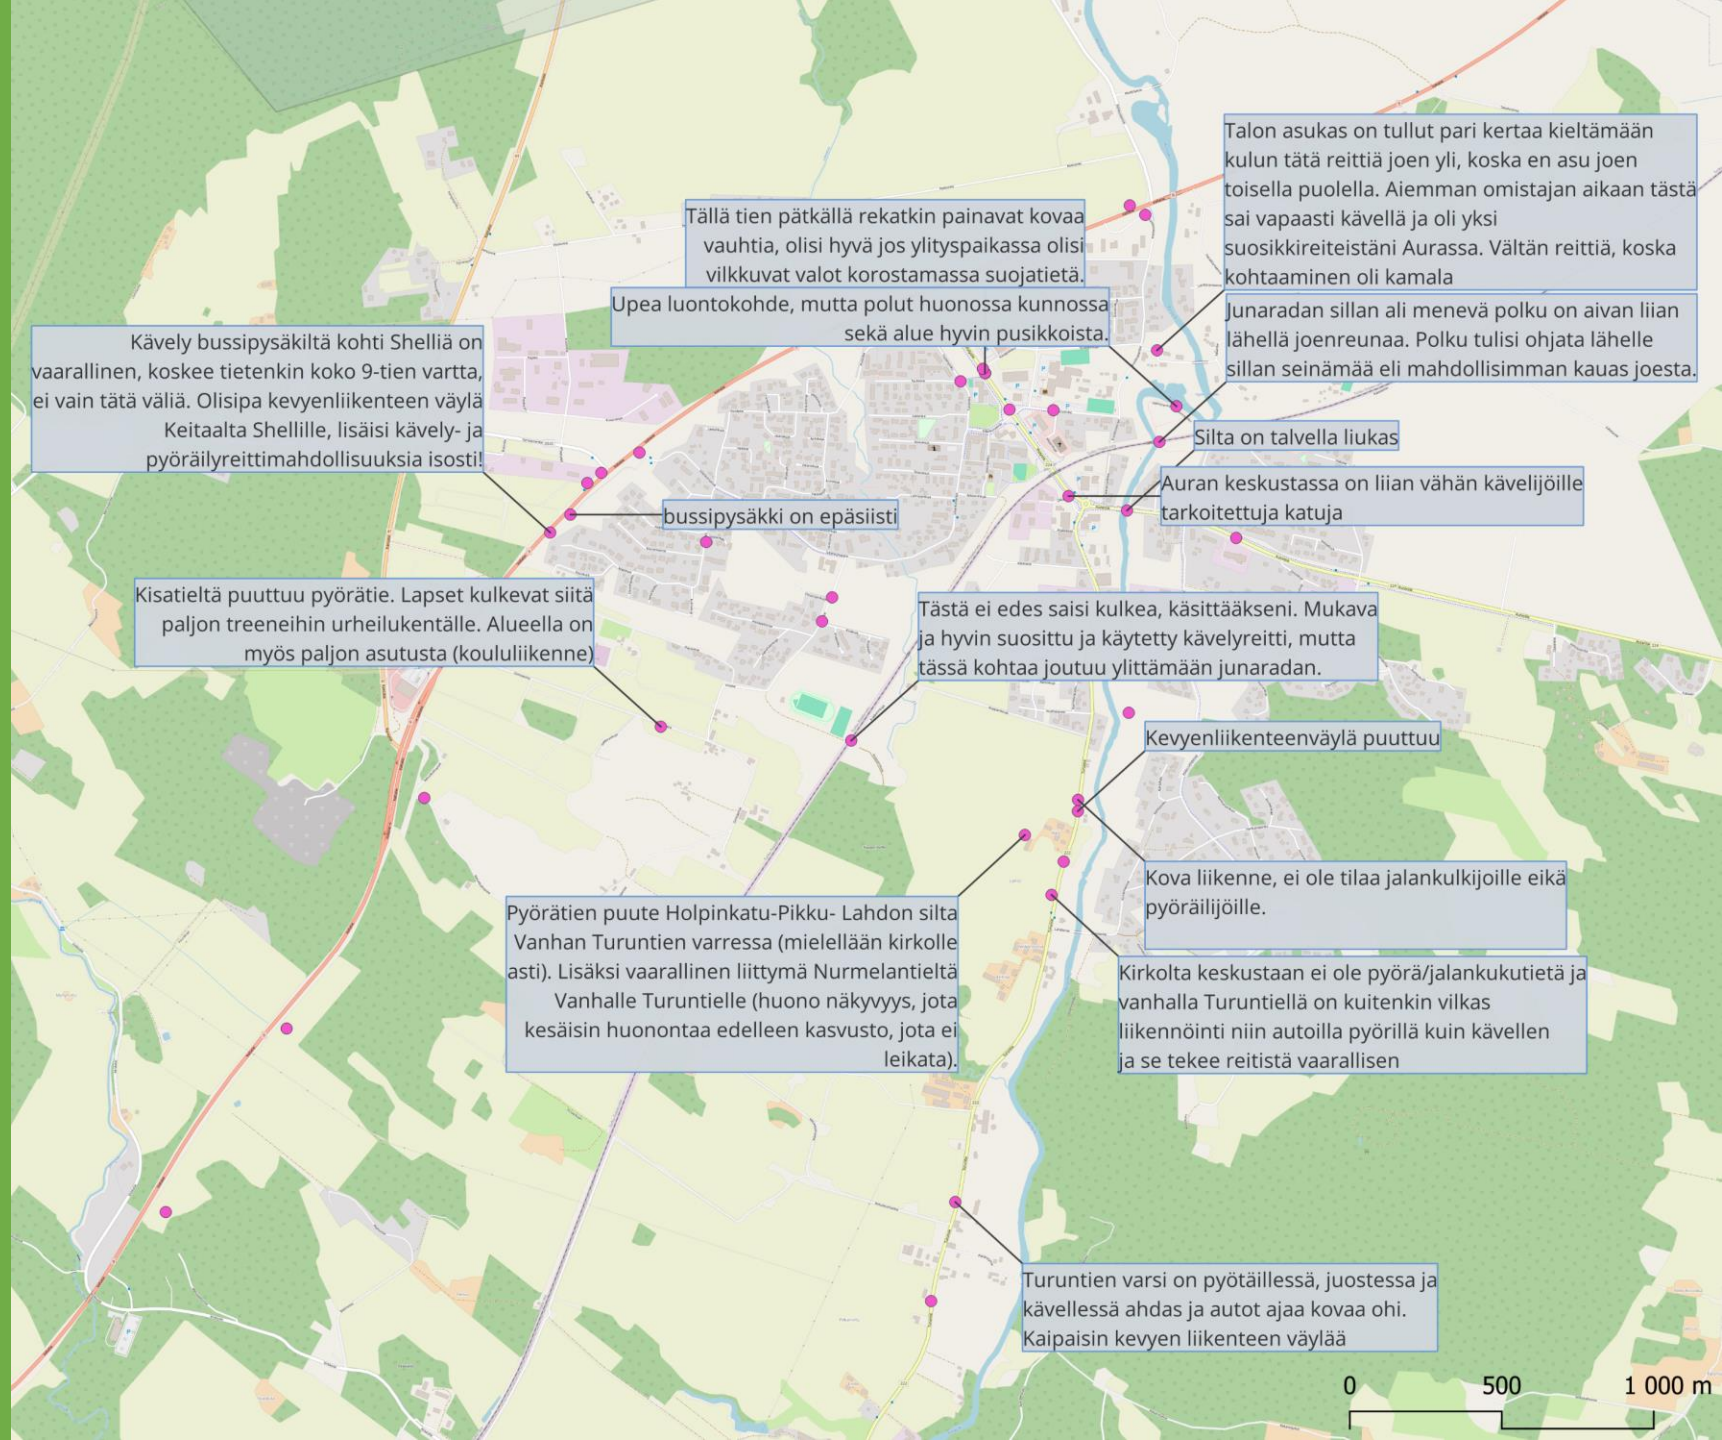 Talon asukas on tullut pari kertaa kieltämään
kulun tätä reittiä joen yli, koska en asu joen
toisella puolella. Aiemman omistajan aikaan tästä
sai vapaasti kävellä ja oli yksi
suosikkireiteistäni Aurassa. Vältän reittiä, koska
kohtaaminen oli kamala
Tällä tien pätkällä rekatkin painavat kovaa
vauhtia, olisi hyvä jos ylityspaikassa olisi
vilkkuvat valot korostamassa suojatietä.
Upea luontokohde, mutta polut huonossa kunnossa
sekä alue hyvin pusikkoista.
Junaradan sillan ali menevä polku on aivan liian
lähellä joenreunaa. Polku tulisi ohjata lähelle
sillan seinämää eli mahdollisimman kauas joesta.
Kävely bussipysäkiltä kohti Shelliä on
vaarallinen, koskee tietenkin koko 9-tien vartta,
ei vain tätä väliä. Olisipa kevyenliikenteen väylä
Keitaalta Shellille, lisäisi kävely- ja
pyöräilyreittimahdollisuuksia isosti!
Silta on talvella liukas
Auran keskustassa on liian vähän kävelijöille
tarkoitettuja katuja
bussipysäkki on epäsiisti
Kisatieltä puuttuu pyörätie. Lapset kulkevat siitä
paljon treeneihin urheilukentälle. Alueella on
myös paljon asutusta (koululiikenne)
Tästä ei edes saisi kulkea, käsittääkseni. Mukava
ja hyvin suosittu ja käytetty kävelyreitti, mutta
tässä kohtaa joutuu ylittämään junaradan.
Kevyenliikenteenväylä puuttuu
Kova liikenne, ei ole tilaa jalankulkijoille eikä
pyöräilijöille.
Pyörätien puute Holpinkatu-Pikku- Lahdon silta
Vanhan Turuntien varressa (mielellään kirkolle
asti). Lisäksi vaarallinen liittymä Nurmelantieltä
Vanhalle Turuntielle (huono näkyvyys, jota
kesäisin huonontaa edelleen kasvusto, jota ei
leikata).
Kirkolta keskustaan ei ole pyörä/jalankukutietä ja
vanhalla Turuntiellä on kuitenkin vilkas
liikennöinti niin autoilla pyörillä kuin kävellen
ja se tekee reitistä vaarallisen
Turuntien varsi on pyötäillessä, juostessa ja
kävellessä ahdas ja autot ajaa kovaa ohi.
Kaipaisin kevyen liikenteen väylää
0 500 1 000 m